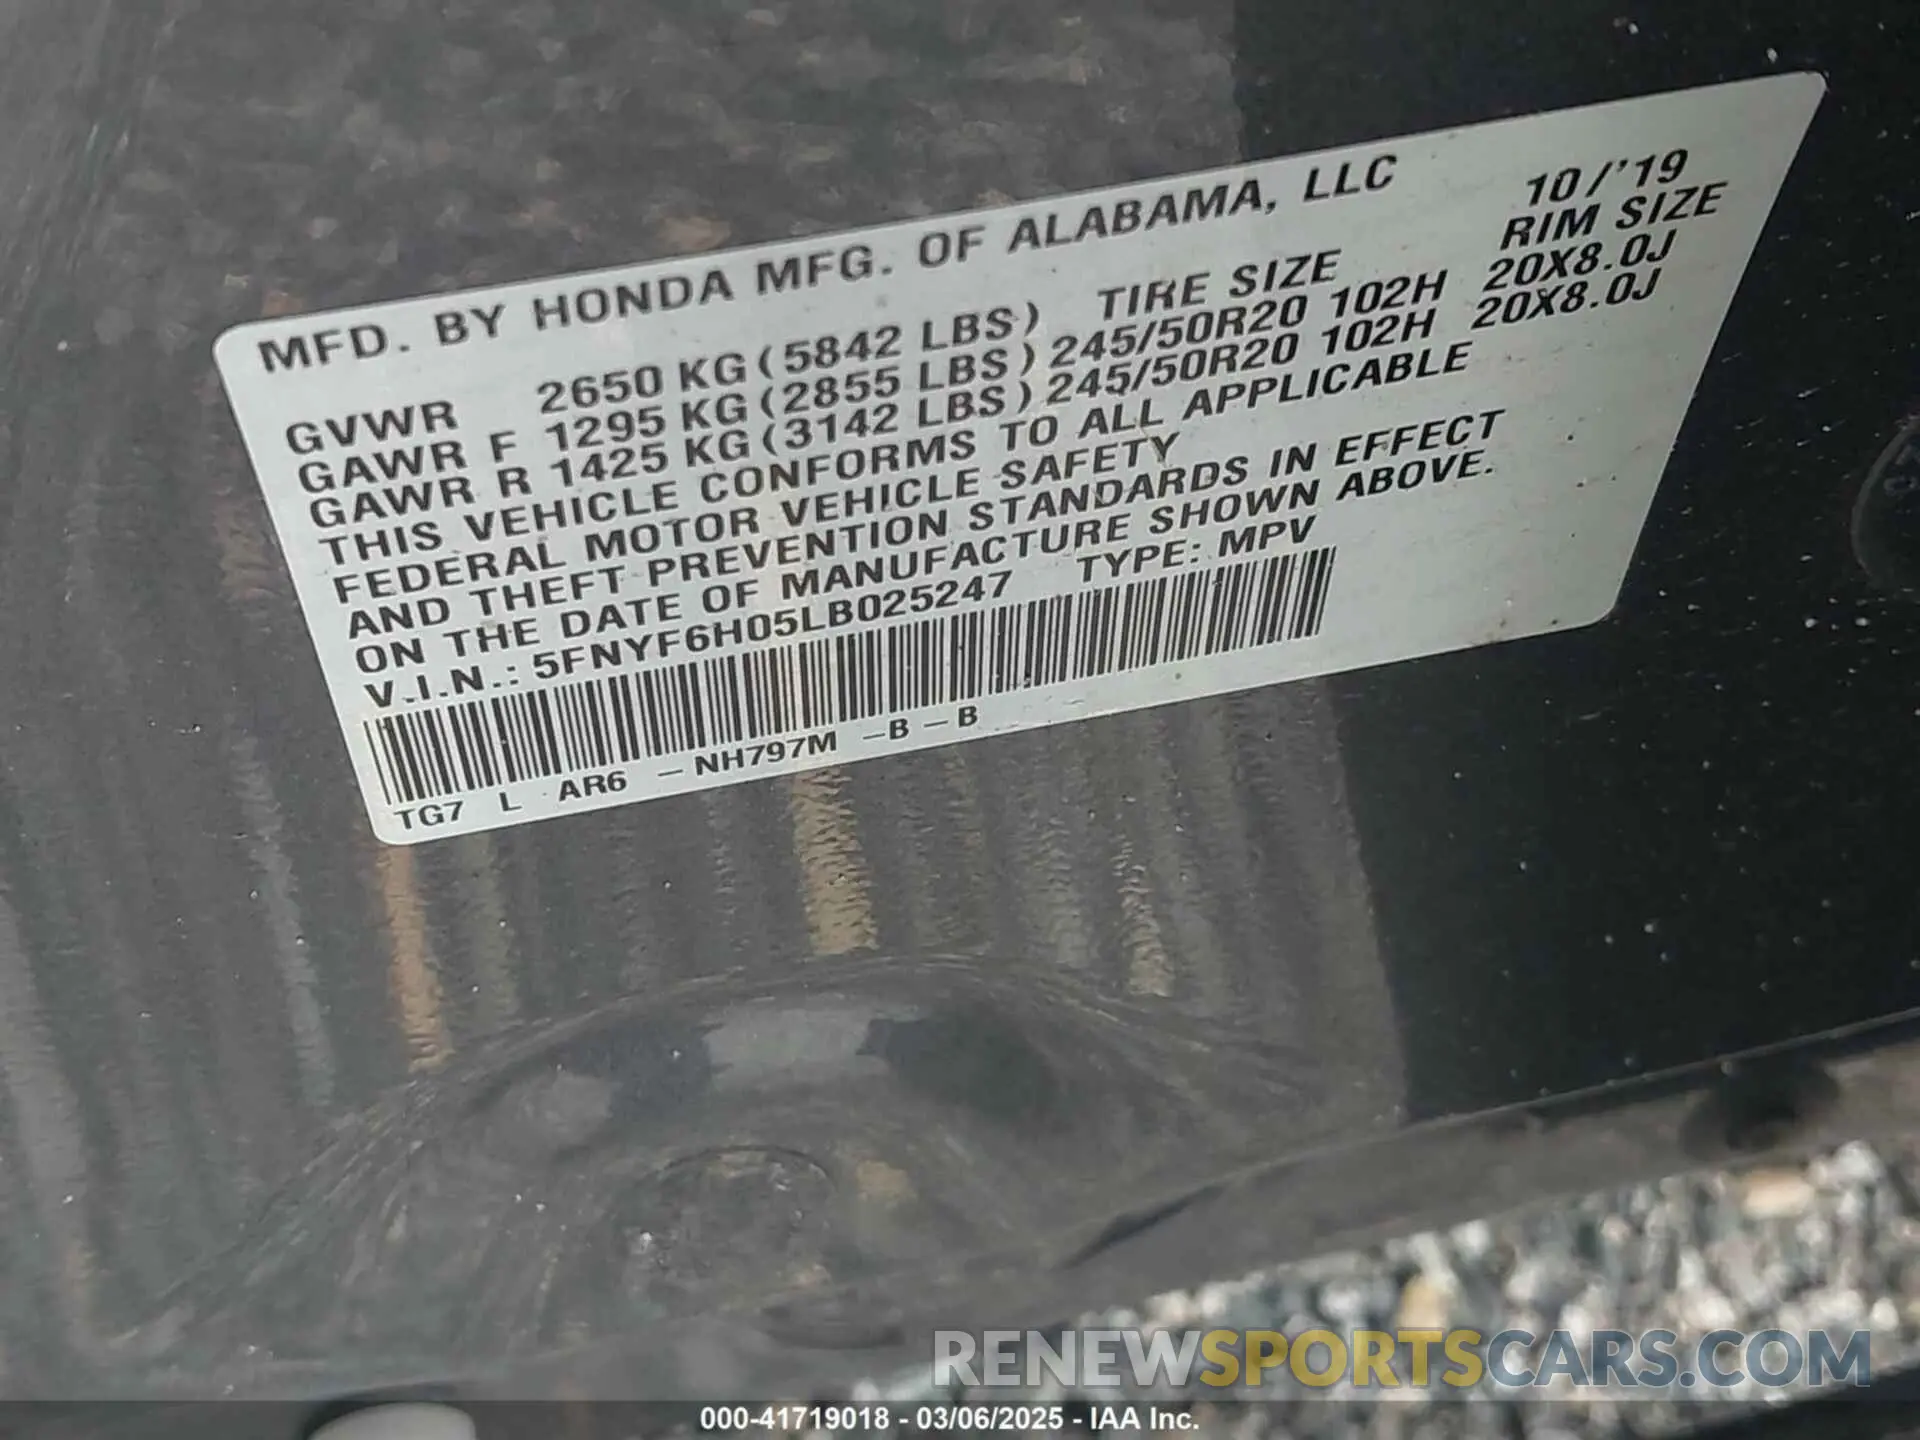 MFD. BY HONDA MFG. OF ALABAMA, LLC 10/'19
GVWR 2650 KG (5842 LBS) TIRE SIZE RIM SIZE
GAWR F 1295 KG (2855 LBS) 245/50R20 102H 20X8.0J
GAWR R 1425 KG (3142 LBS) 245/50R20 102H 20X8.0J
THIS VEHICLE CONFORMS TO ALL APPLICABLE
FEDERAL MOTOR VEHICLE SAFETY
AND THEFT PREVENTION STANDARDS IN EFFECT
ON THE DATE OF MANUFACTURE SHOWN ABOVE.
V.I.N.: 5FNYF6H05LB025247 TYPE: MPV
TG7 L AR6 – NH797M –B – B
RENEWSPORTSCARS.COM
000-41719018 - 03/06/2025 - IAA Inc.